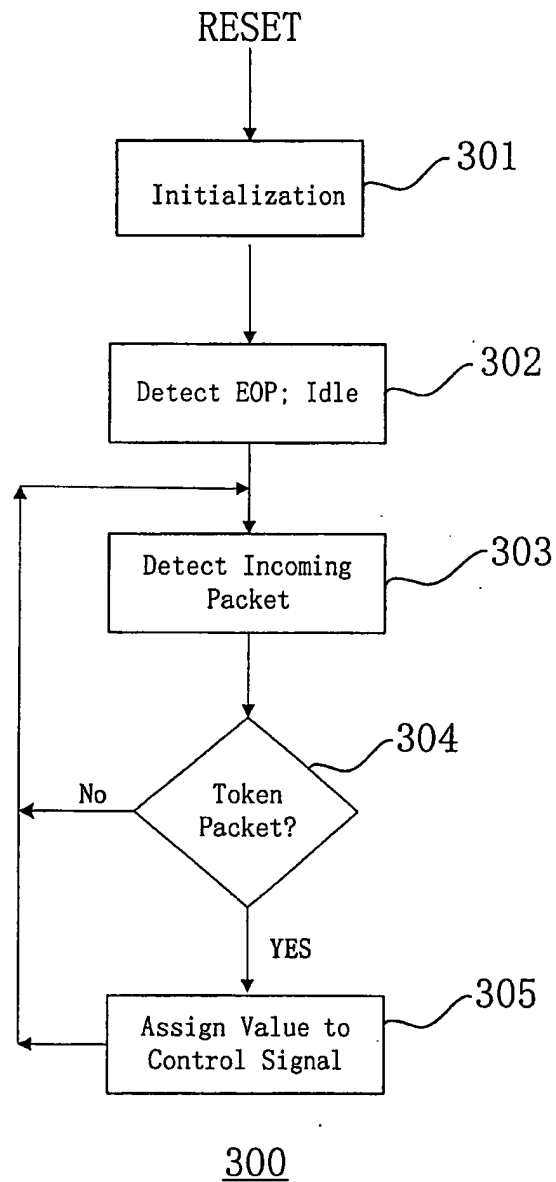 RESET
301
Initialization
302
Detect EOP; Idle
303
Detect Incoming
Packet
304
No
Token
Packet?
YES
305
Assign Value to
Control Signal
300